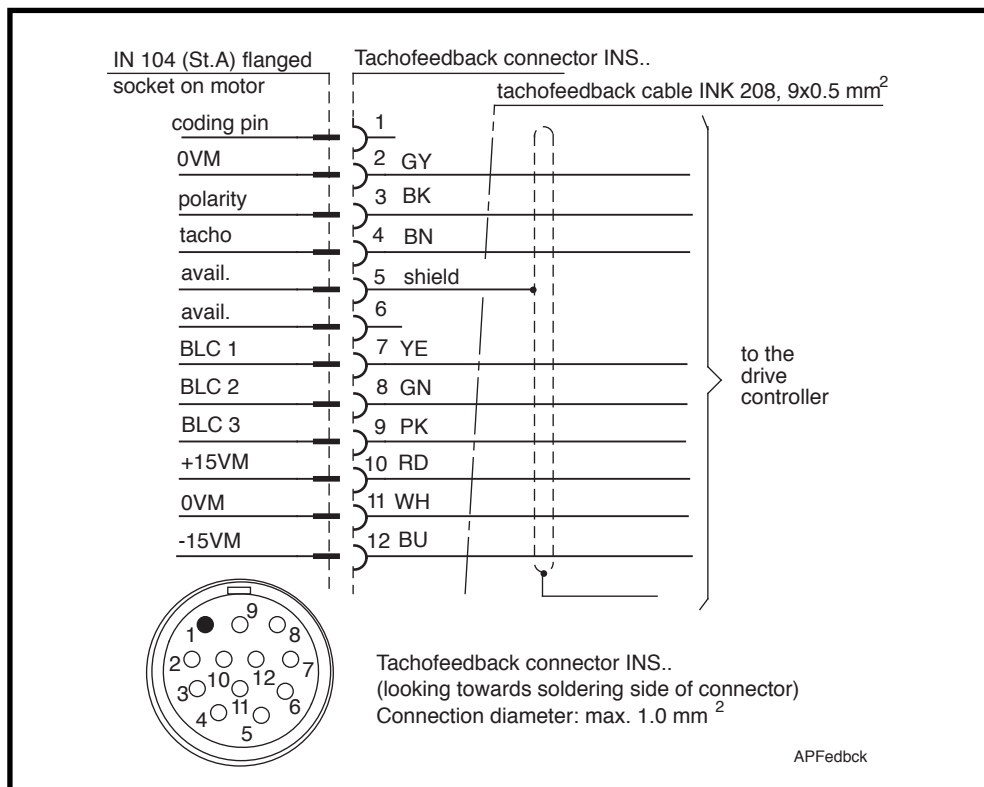 IN 104 (St.A) flanged
socket on motor
Tachofeedback connector INS..
tachofeedback cable INK 208, 9x0.5 mm²
coding pin 1
0VM 2 GY
polarity 3 BK
tacho 4 BN
avail. 5 shield
avail. 6
BLC 1 7 YE
BLC 2 8 GN
BLC 3 9 PK
+15VM 10 RD
0VM 11 WH
-15VM 12 BU
to the
drive
controller
1 9 8
2 10 12 7
3 11 6
4 5
Tachofeedback connector INS..
(looking towards soldering side of connector)
Connection diameter: max. 1.0 mm ²
APFedbck